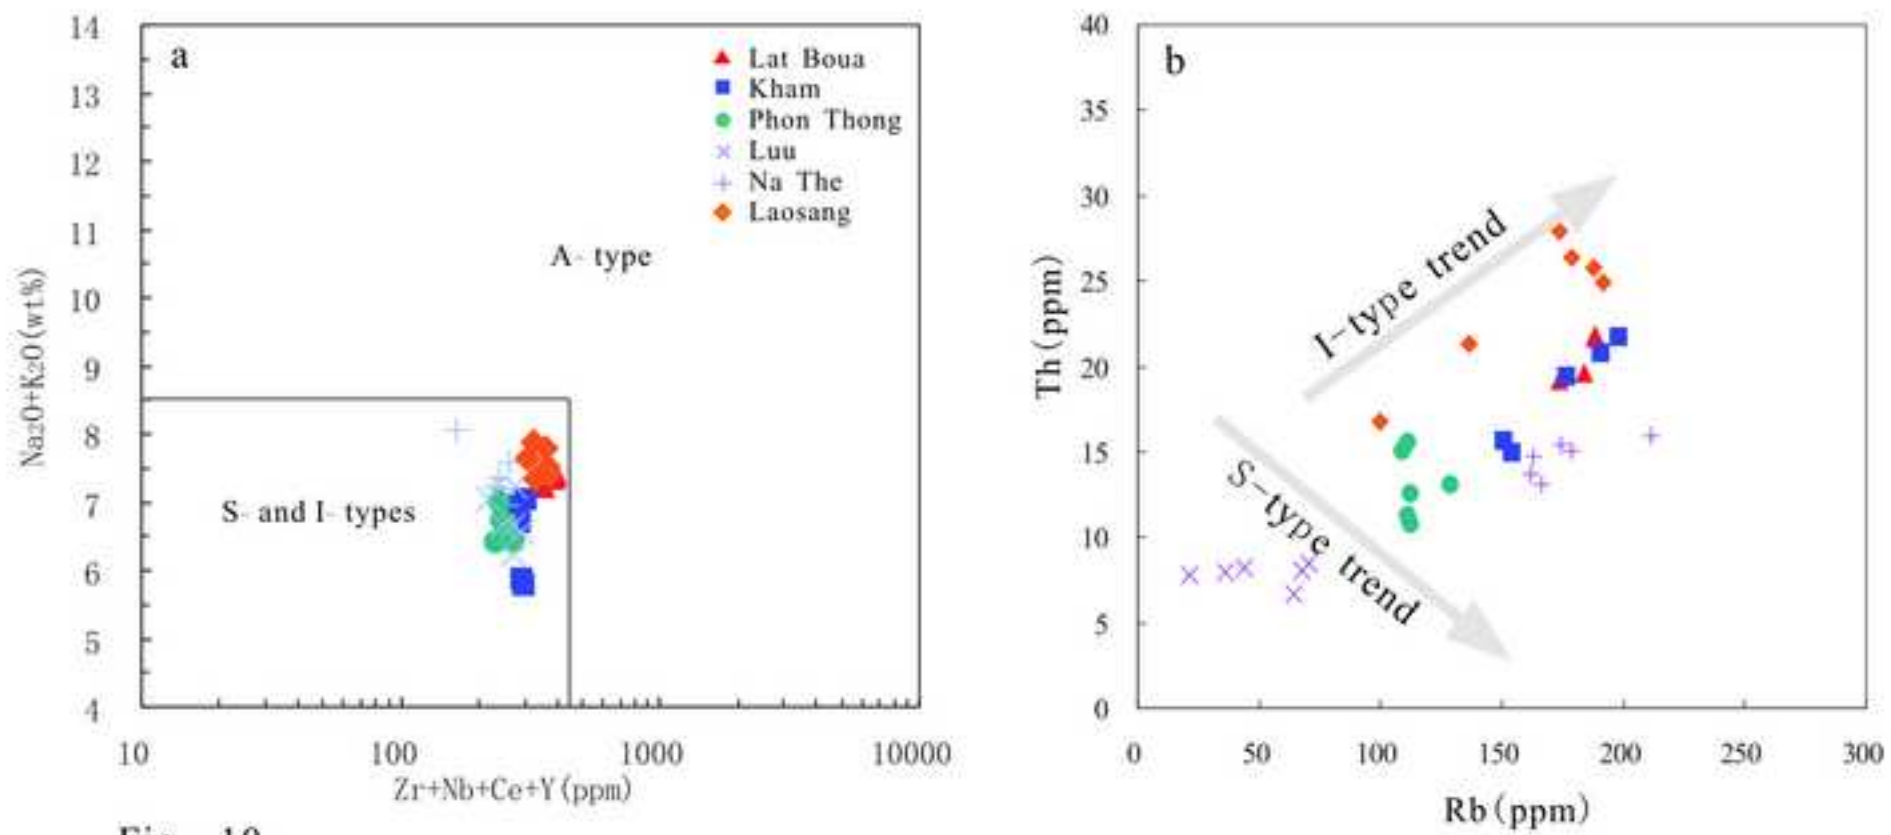 a
14
13
12
11
10
9
8
7
6
5
4
Na2O+K2O(wt%)
Lat Boua
Kham
Phon Thong
Luu
Na The
Laosang
A- type
S- and I- types
10
100
1000
10000
Zr+Nb+Ce+Y(ppm)
b
40
35
30
25
20
15
10
5
0
Th(ppm)
I-type trend
S-type trend
0
50
100
150
200
250
300
Rb(ppm)